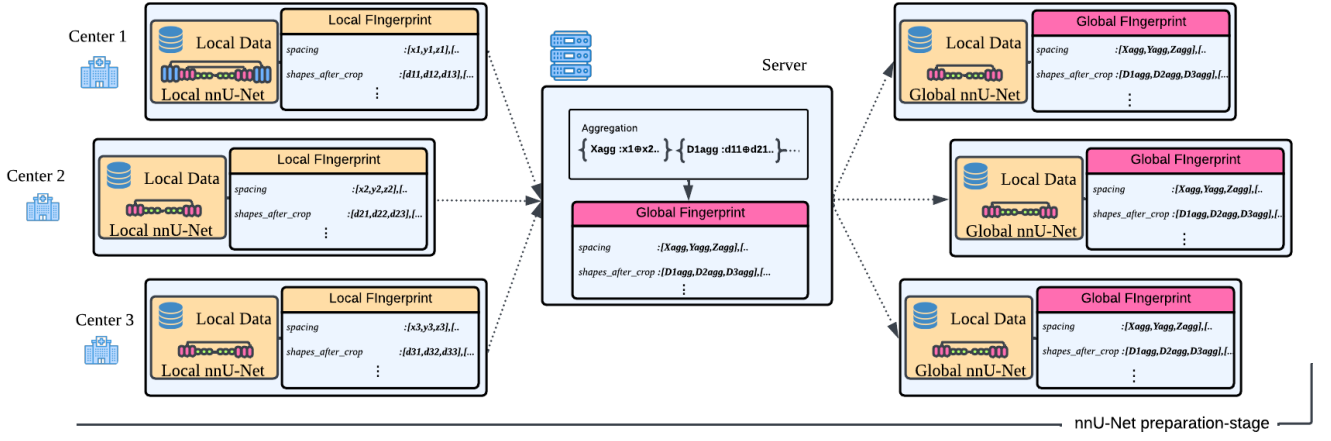 Center 1
Local Data
Local nnU-Net
Local FIngerprint
spacing :[x1,y1,z1],[..
shapes_after_crop :[d11,d12,d13],[...
⋮
Center 2
Local Data
Local nnU-Net
Local FIngerprint
spacing :[x2,y2,z2],[..
shapes_after_crop :[d21,d22,d23],[...
⋮
Center 3
Local Data
Local nnU-Net
Local FIngerprint
spacing :[x3,y3,z3],[..
shapes_after_crop :[d31,d32,d33],[...
⋮
Server
Aggregation
{Xagg :x1⊕x2..} {D1agg :d11⊕d21..}....
Global Fingerprint
spacing :[Xagg,Yagg,Zagg],[..
shapes_after_crop :[D1agg,D2agg,D3agg],[...
⋮
Local Data
Global nnU-Net
Global FIngerprint
spacing :[Xagg,Yagg,Zagg],[..
shapes_after_crop :[D1agg,D2agg,D3agg],[...
⋮
Local Data
Global nnU-Net
Global FIngerprint
spacing :[Xagg,Yagg,Zagg],[..
shapes_after_crop :[D1agg,D2agg,D3agg],[...
⋮
Local Data
Global nnU-Net
Global FIngerprint
spacing :[Xagg,Yagg,Zagg],[..
shapes_after_crop :[D1agg,D2agg,D3agg],[...
⋮
nnU-Net preparation-stage